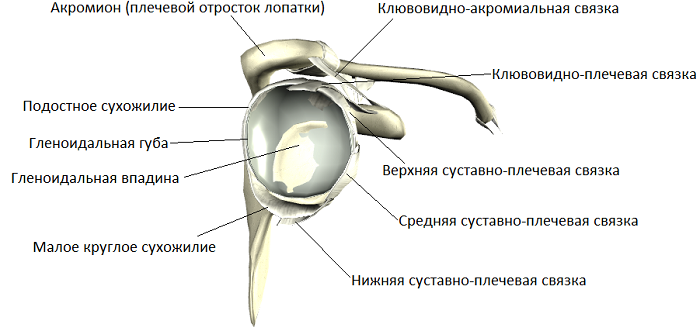 Акромион (плечевой отросток лопатки)
Клювовидно-акромиальная связка
Клювовидно-плечевая связка
Подостное сухожилие
Гленоидальная губа
Верхняя суставно-плечевая связка
Гленоидальная впадина
Средняя суставно-плечевая связка
Малое круглое сухожилие
Нижняя суставно-плечевая связка